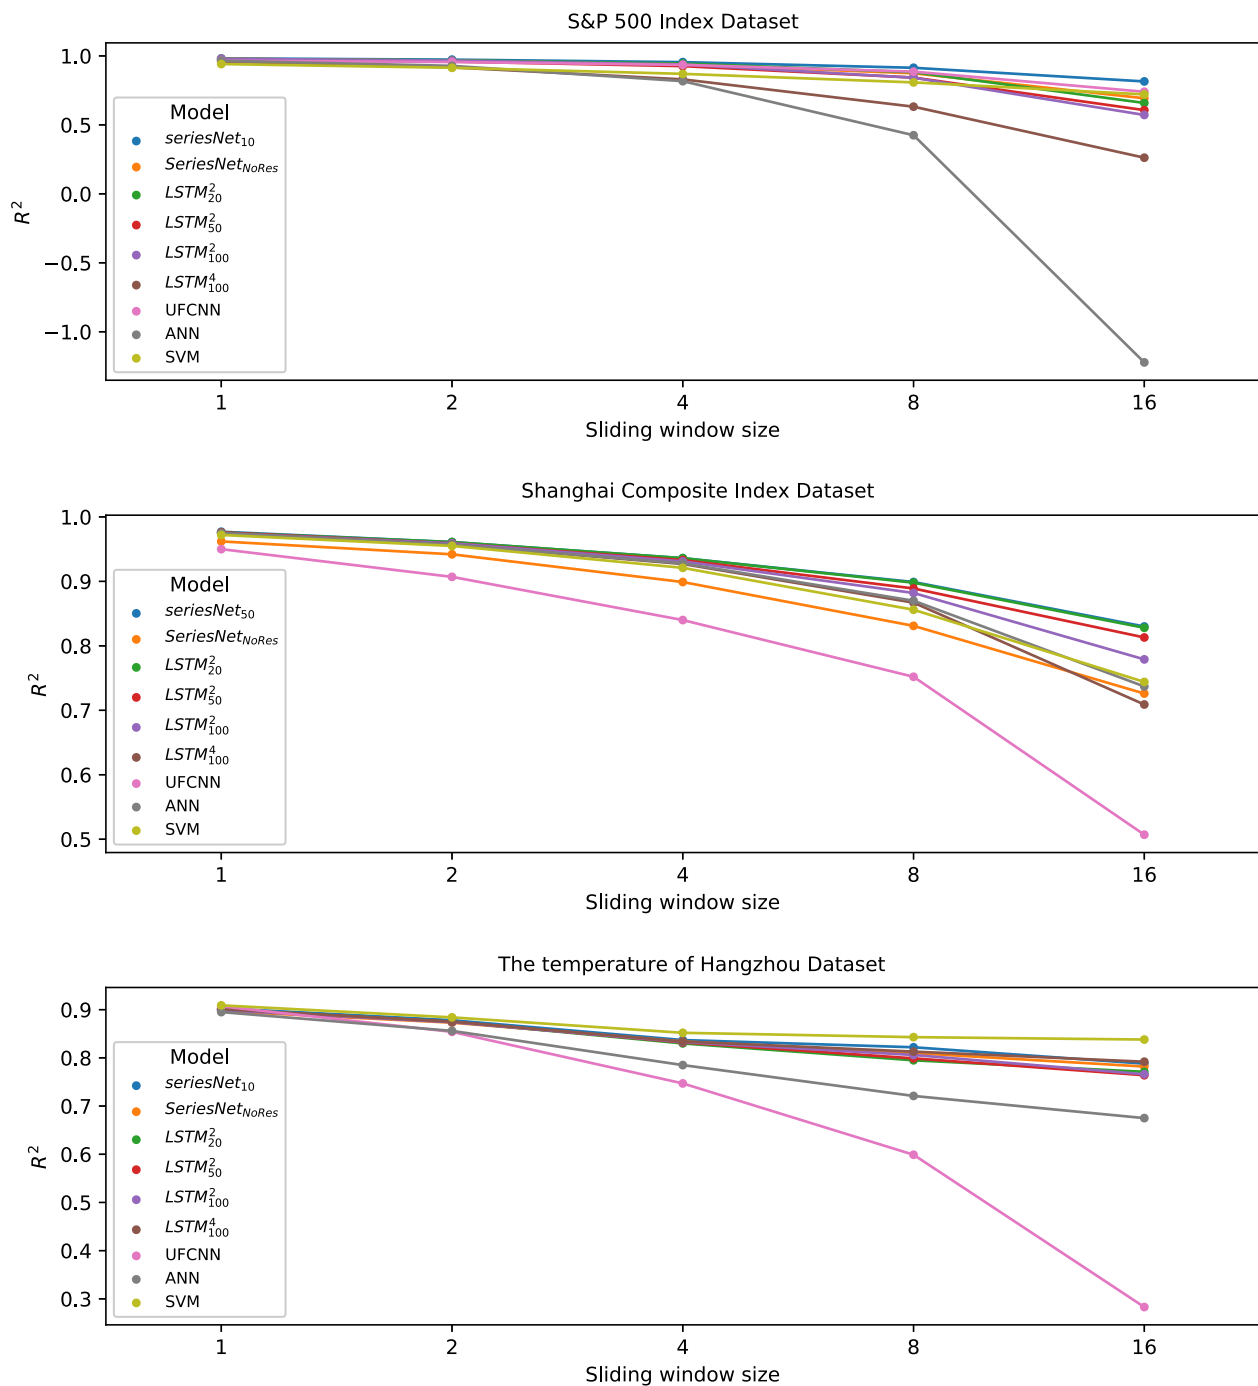 S&P 500 Index Dataset
1.0
0.5
0.0
−0.5
−1.0
R²
Model
seriesNet₁₀
SeriesNet_NoRes
LSTM²₂₀
LSTM²₅₀
LSTM²₁₀₀
LSTM⁴₁₀₀
UFCNN
ANN
SVM
1 2 4 8 16
Sliding window size
Shanghai Composite Index Dataset
1.0
0.9
0.8
0.7
0.6
0.5
R²
Model
seriesNet₅₀
SeriesNet_NoRes
LSTM²₂₀
LSTM²₅₀
LSTM²₁₀₀
LSTM⁴₁₀₀
UFCNN
ANN
SVM
1 2 4 8 16
Sliding window size
The temperature of Hangzhou Dataset
0.9
0.8
0.7
0.6
0.5
0.4
0.3
R²
Model
seriesNet₁₀
SeriesNet_NoRes
LSTM²₂₀
LSTM²₅₀
LSTM²₁₀₀
LSTM⁴₁₀₀
UFCNN
ANN
SVM
1 2 4 8 16
Sliding window size